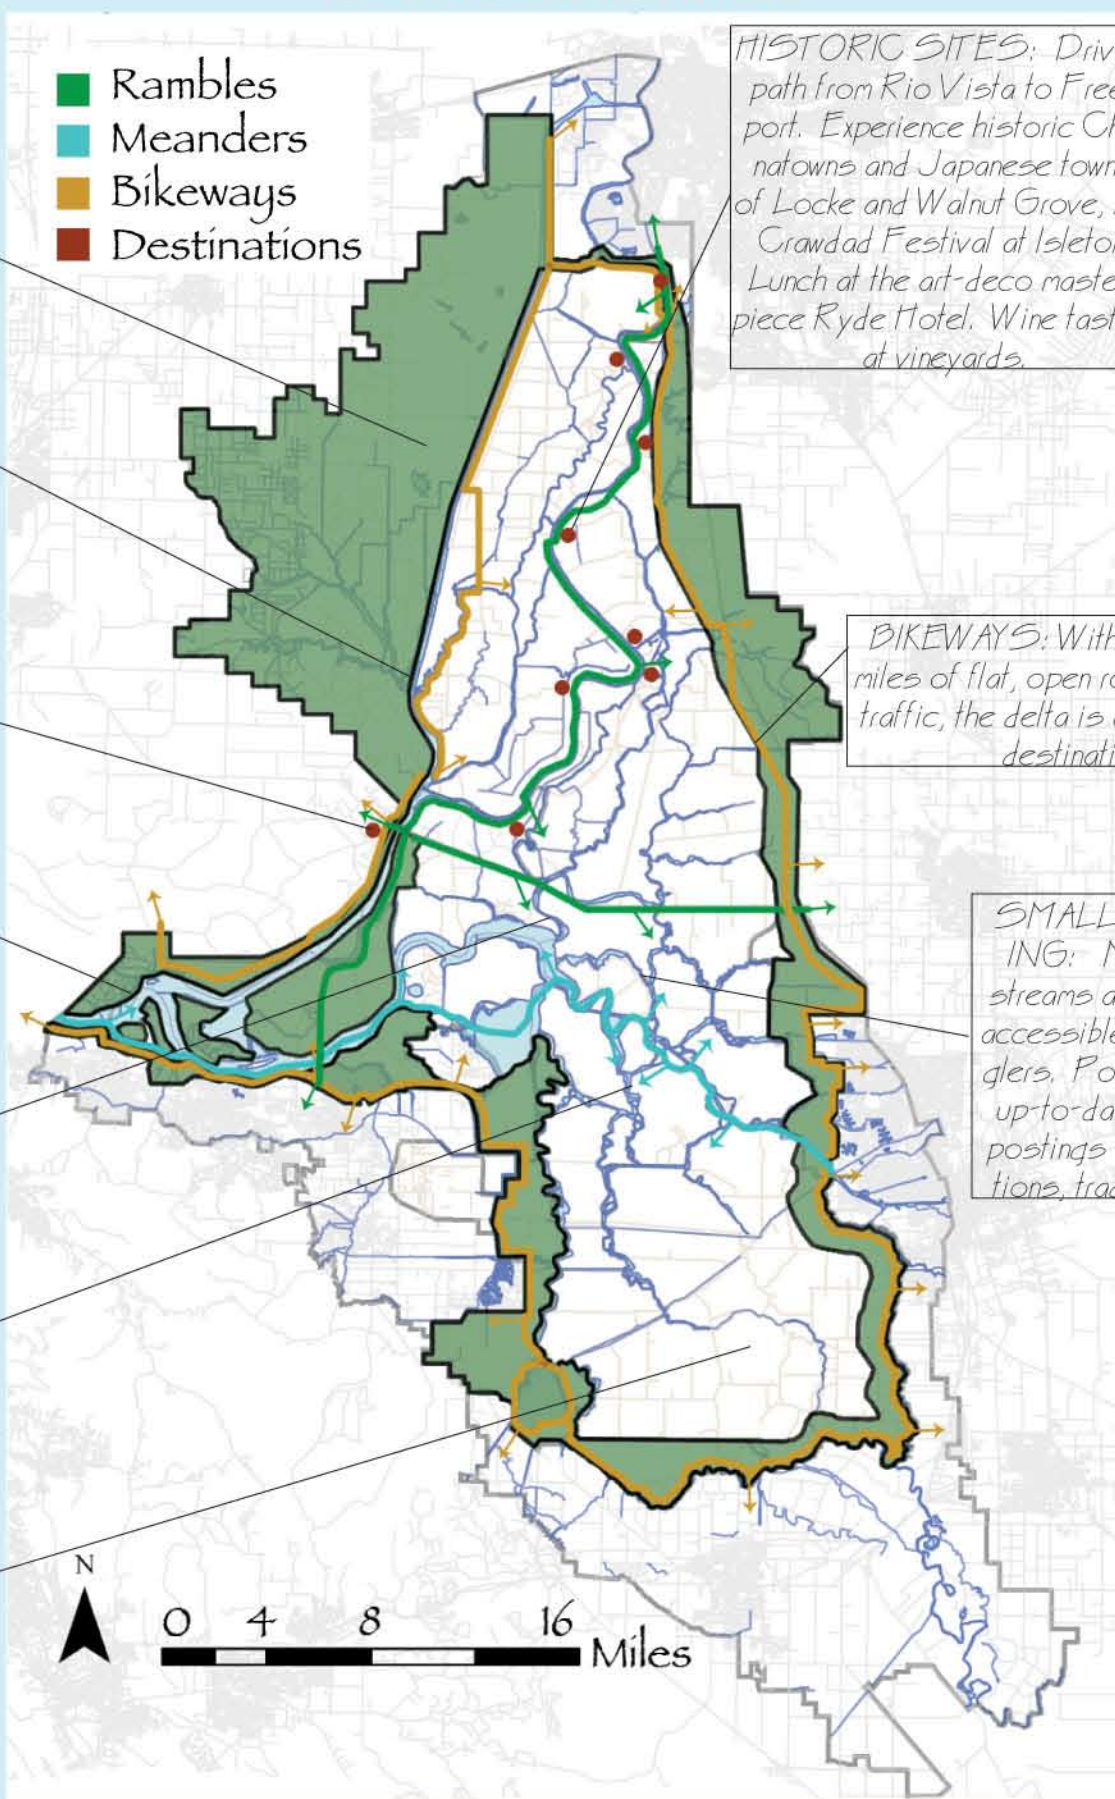 Rambles
Meanders
Bikeways
Destinations
HISTORIC SITES: Driv
path from Rio Vista to Free
port. Experience historic Ch
natowns and Japanese town
of Locke and Walnut Grove,
Crawdad Festival at Isleto
Lunch at the art-deco maste
piece Ryde Hotel. Wine tast
at vineyards.
BIKEWAYS: With
miles of flat, open ro
traffic, the delta is
destinati
SMALL
ING: N
streams a
accessible
glers. Po
up-to-da
postings
tions, trac
N
0 4 8 16
Miles